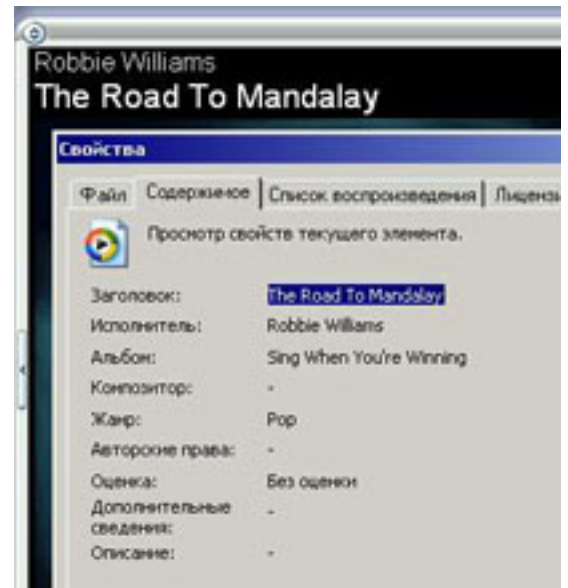 Robbie Williams
The Road To Mandalay
Свойства
Файл Содержимое Список воспроизведения
Просмотр свойств текущего элемента.
Заголовок: The Road To Mandalay
Исполнитель: Robbie Williams
Альбом: Sing When You're Winning
Композитор: -
Жанр: Pop
Авторские права: -
Оценка: Без оценки
Дополнительные -
сведения:
Описание: -